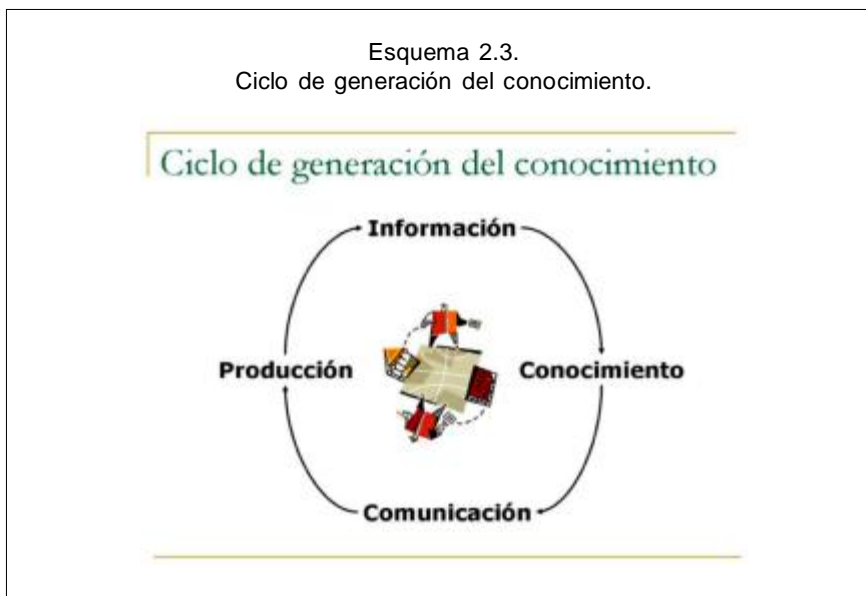 Esquema 2.3.
Ciclo de generación del conocimiento.
Ciclo de generación del conocimiento
Información
Producción
Conocimiento
Comunicación